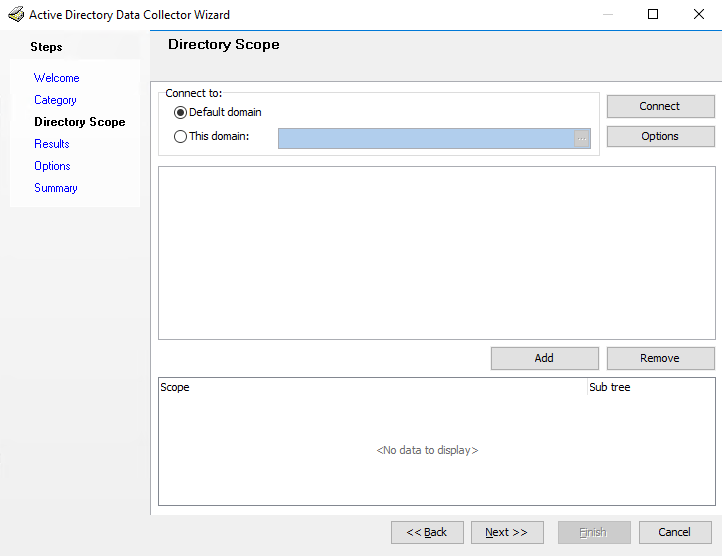 Active Directory Data Collector Wizard
Steps
Welcome
Category
Directory Scope
Results
Options
Summary
Directory Scope
Connect to:
Default domain
This domain:
...
Connect
Options
Add
Remove
Scope
Sub tree
<No data to display>
<< Back
Next >>
Finish
Cancel